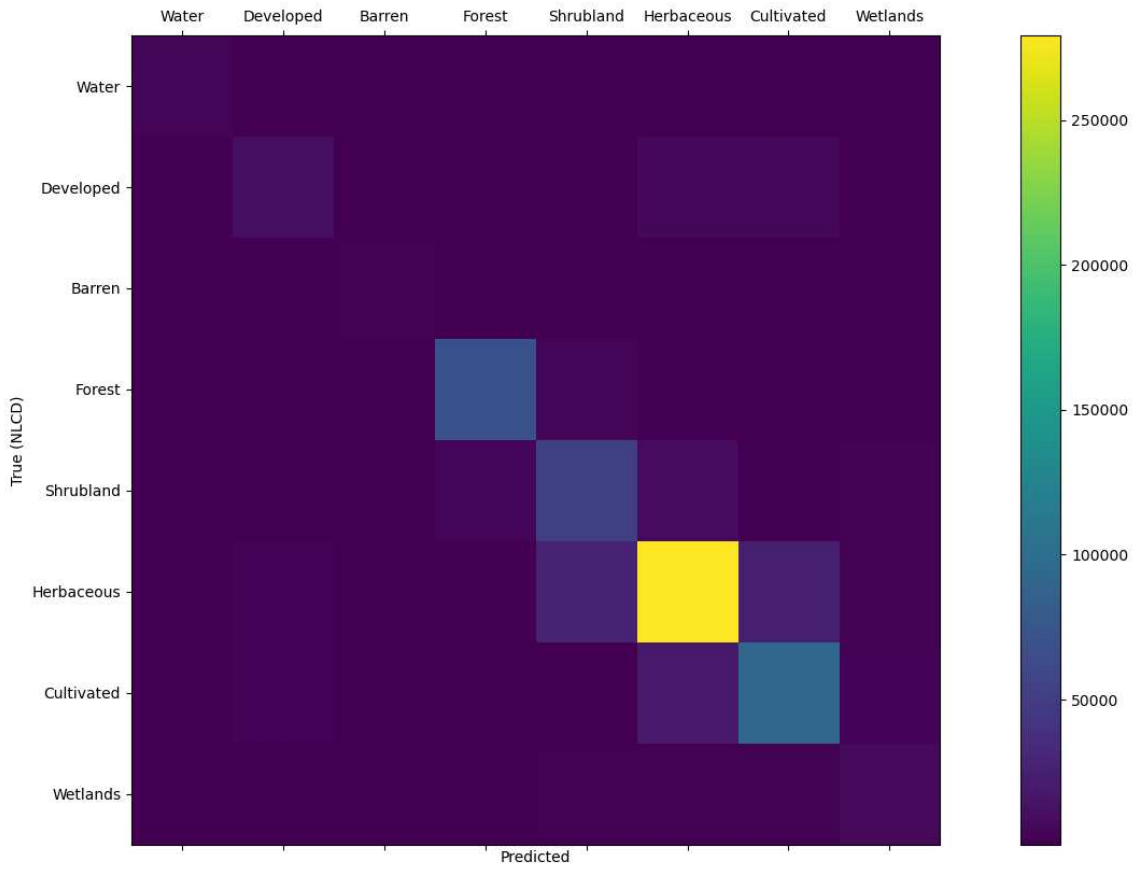 Water Developed Barren Forest Shrubland Herbaceous Cultivated Wetlands
Water
Developed
Barren
Forest
Shrubland
Herbaceous
Cultivated
Wetlands
True (NLCD)
Predicted
250000
200000
150000
100000
50000